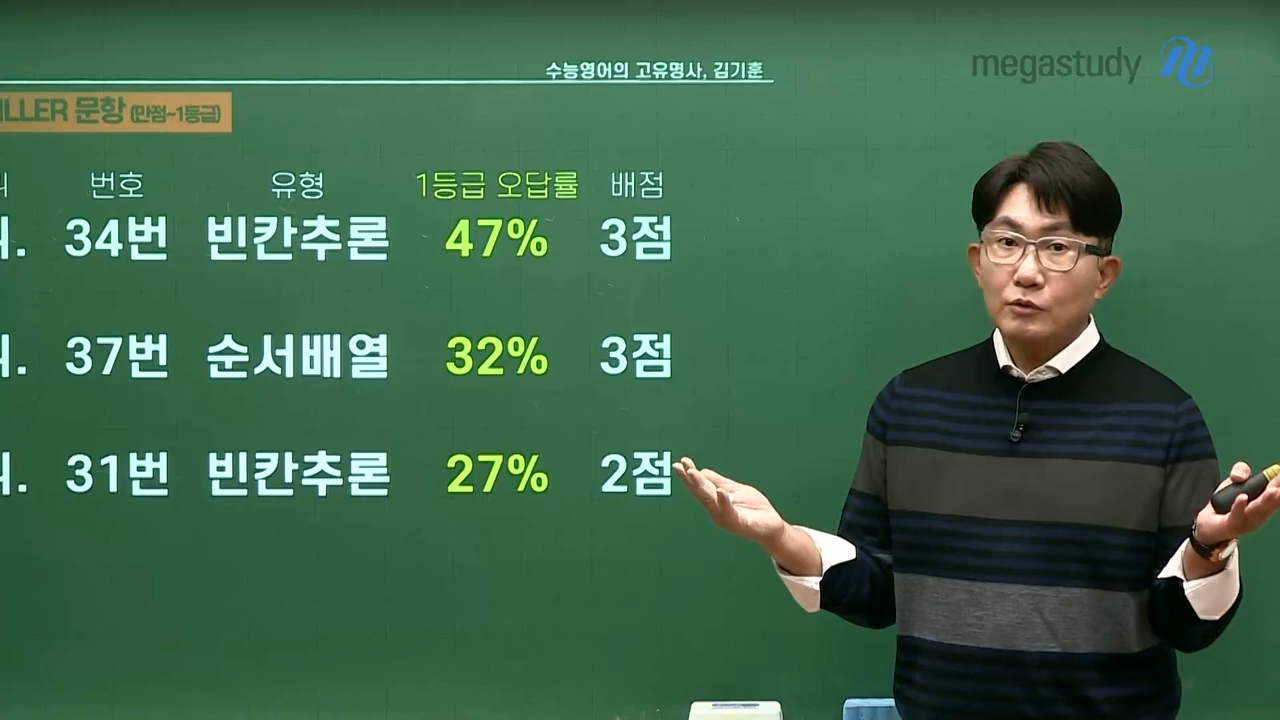 수능영어의 고유명사, 김기훈
megastudy
문항 (만점~1등급)
번호 유형 1등급 오답률 배점
34번 빈칸추론 47% 3점
37번 순서배열 32% 3점
31번 빈칸추론 27% 2점